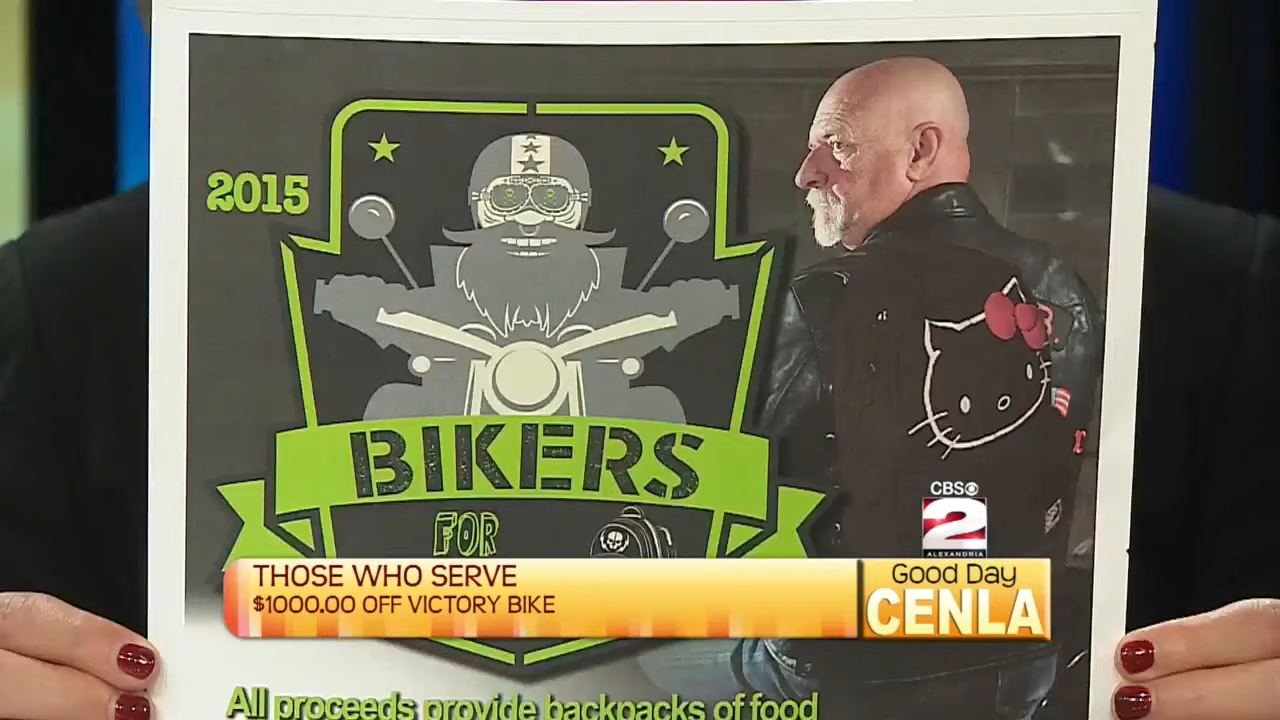 2015
BIKERS
FOR
CBS
2
ALEXANDRIA
THOSE WHO SERVE
$1000.00 OFF VICTORY BIKE
Good Day
CENLA
All proceeds provide backpacks of food